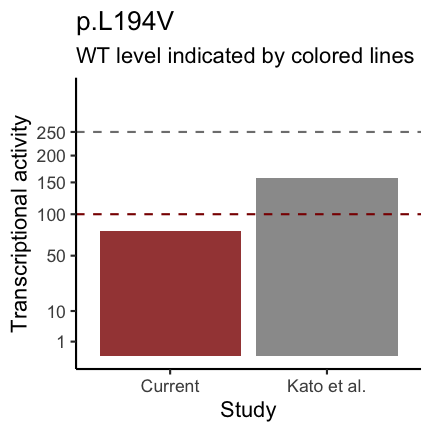 p.L194V
WT level indicated by colored lines
Transcriptional activity
250
200
150
100
50
10
1
Current
Kato et al.
Study